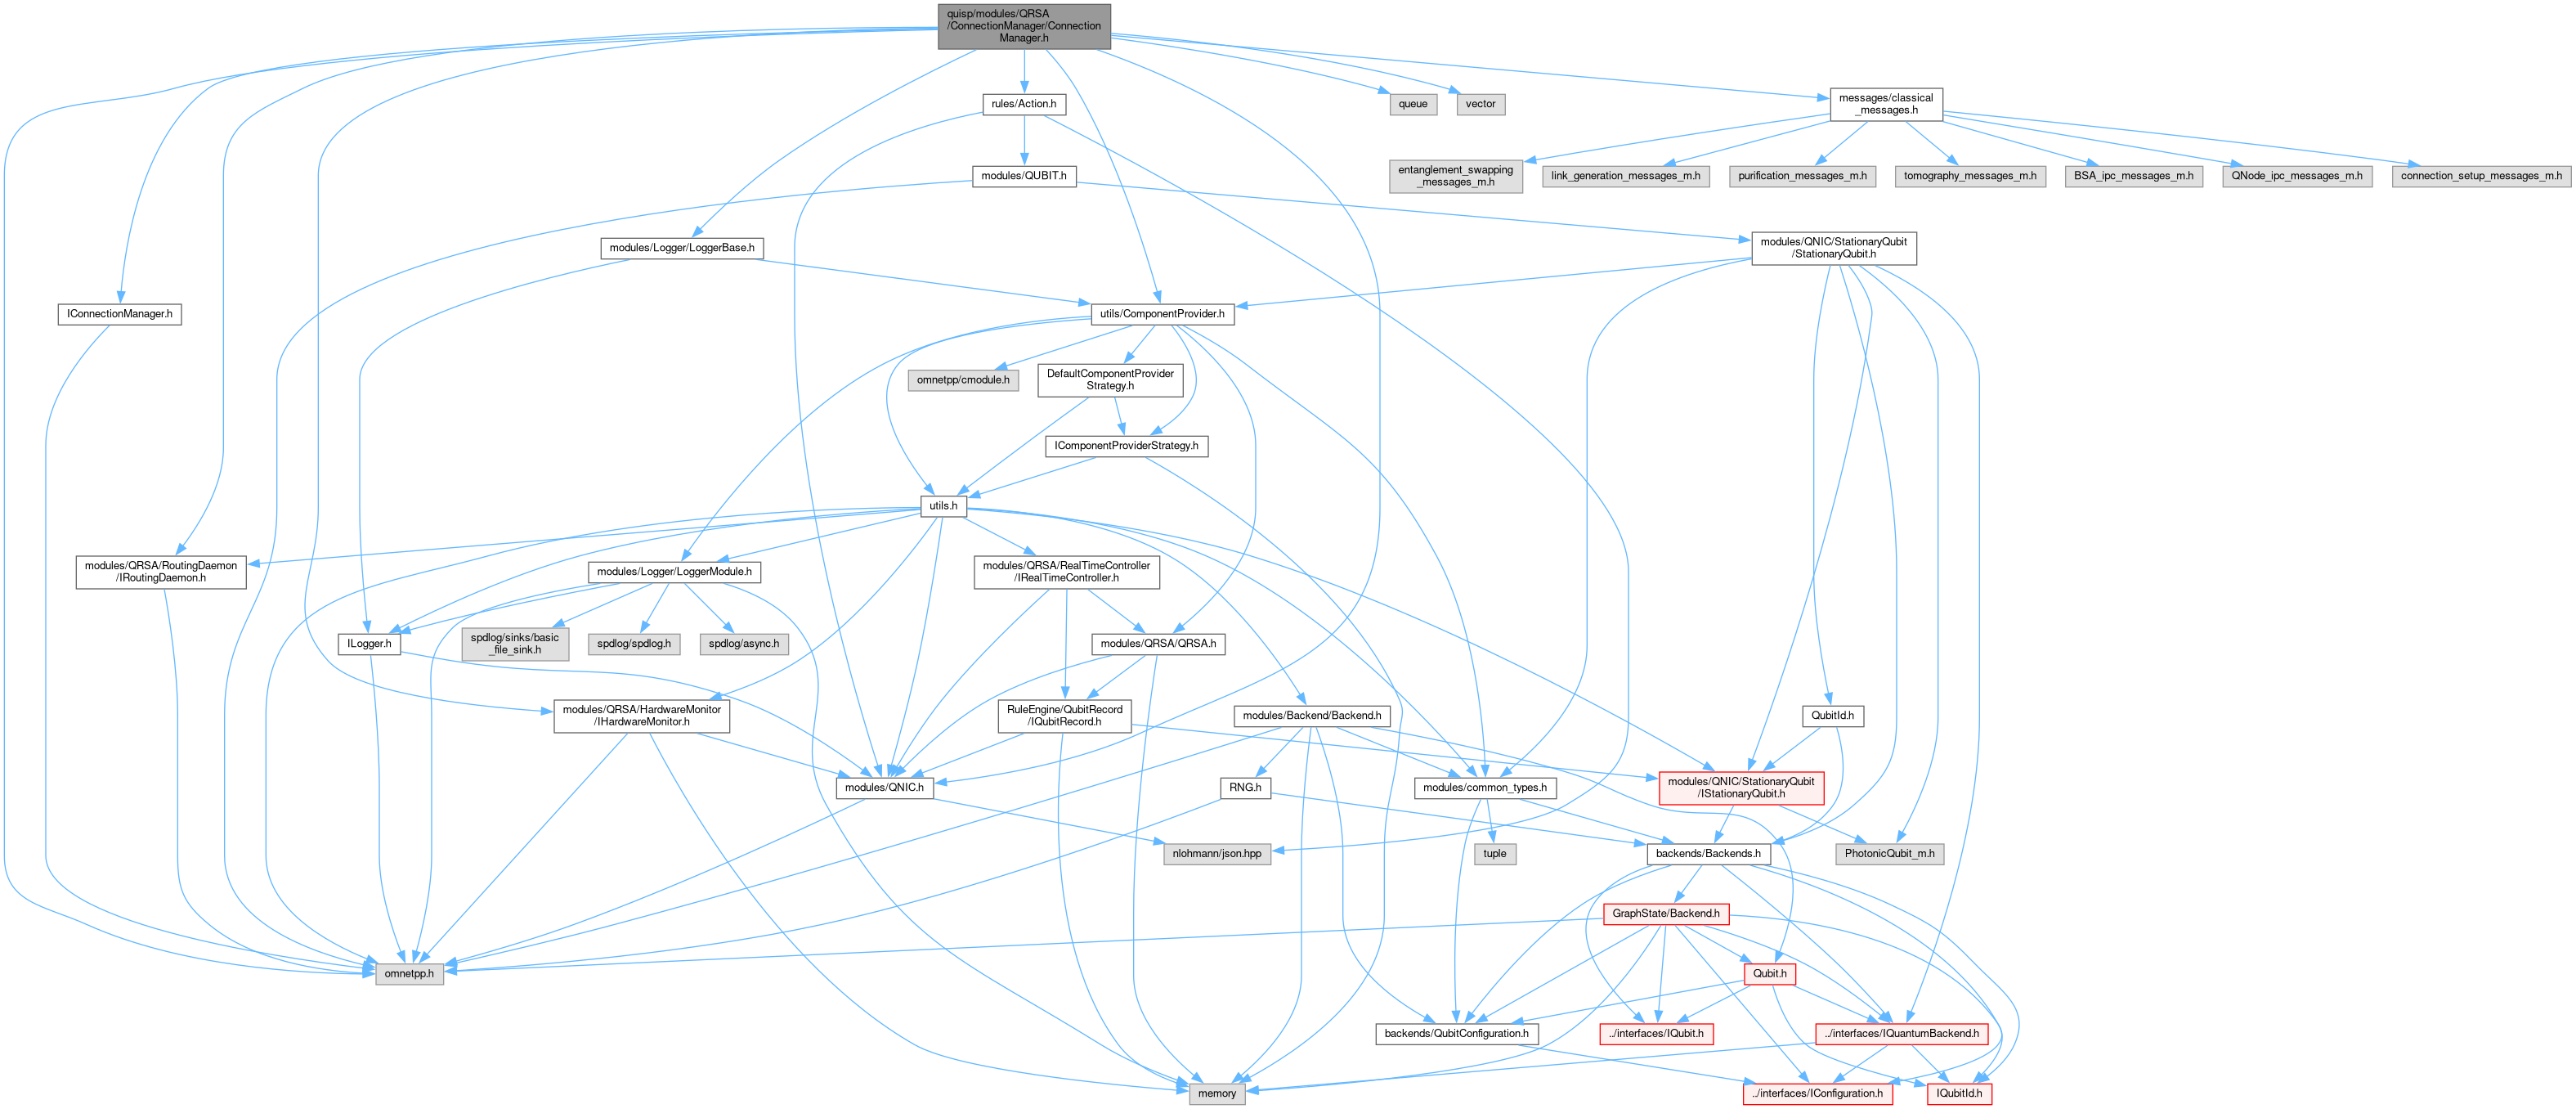 quisp/modules/QRSA
/ConnectionManager/Connection
Manager.h
rules/Action.h
queue
vector
messages/classical
_messages.h
modules/QUBIT.h
entanglement_swapping
_messages_m.h
link_generation_messages_m.h
purification_messages_m.h
tomography_messages_m.h
BSA_ipc_messages_m.h
QNode_ipc_messages_m.h
connection_setup_messages_m.h
modules/Logger/LoggerBase.h
modules/QNIC/StationaryQubit
/StationaryQubit.h
IConnectionManager.h
utils/ComponentProvider.h
omnetpp/cmodule.h
DefaultComponentProvider
Strategy.h
IComponentProviderStrategy.h
utils.h
modules/QRSA/RoutingDaemon
/IRoutingDaemon.h
modules/Logger/LoggerModule.h
modules/QRSA/RealTimeController
/IRealTimeController.h
ILogger.h
spdlog/sinks/basic
_file_sink.h
spdlog/spdlog.h
spdlog/async.h
modules/QRSA/QRSA.h
modules/QRSA/HardwareMonitor
/IHardwareMonitor.h
RuleEngine/QubitRecord
/IQubitRecord.h
modules/Backend/Backend.h
QubitId.h
modules/QNIC.h
RNG.h
modules/common_types.h
modules/QNIC/StationaryQubit
/IStationaryQubit.h
nlohmann/json.hpp
tuple
backends/Backends.h
PhotonicQubit_m.h
GraphState/Backend.h
omnetpp.h
Qubit.h
backends/QubitConfiguration.h
../interfaces/IQubit.h
../interfaces/IQuantumBackend.h
memory
../interfaces/IConfiguration.h
IQubitId.h